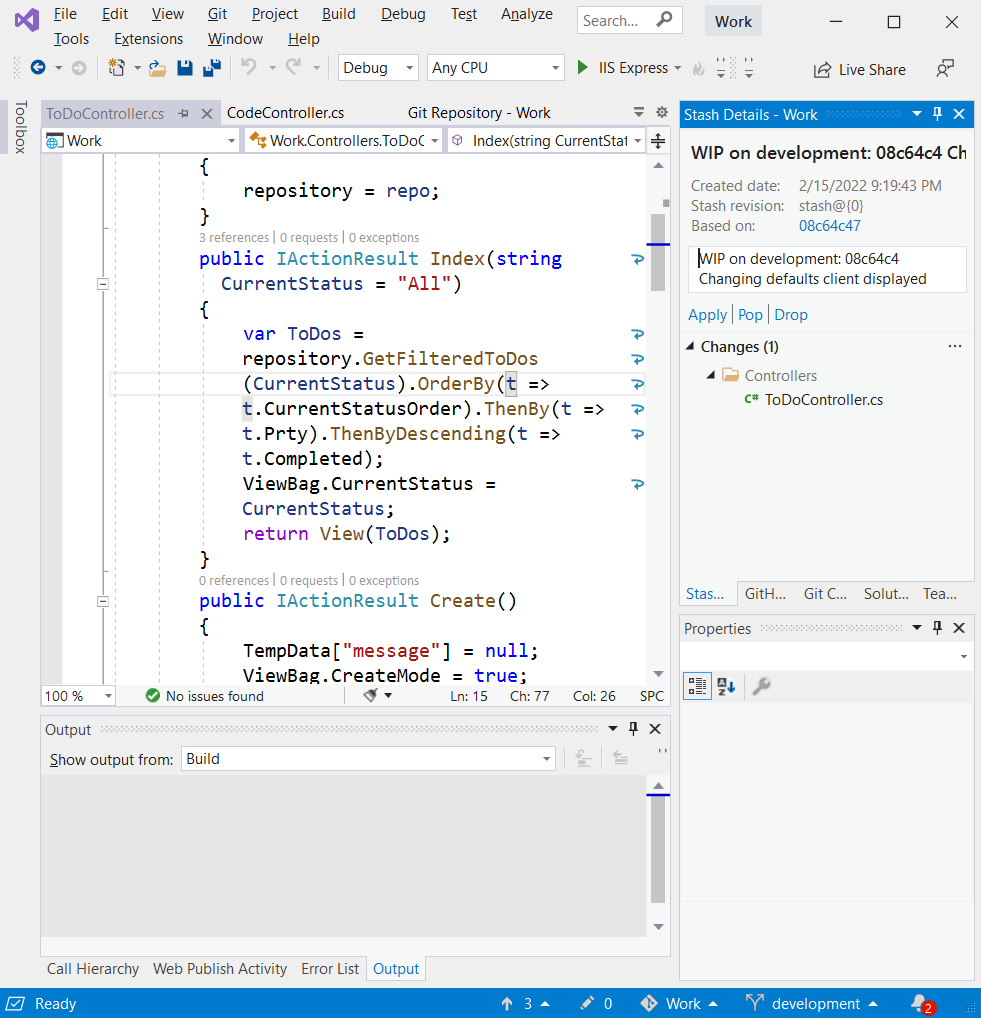 File Edit View Git Project Build Debug Test Analyze Search... Work
Tools Extensions Window Help
Debug Any CPU IIS Express Live Share
Toolbox
ToDoController.cs CodeController.cs Git Repository - Work
Work Work.Controllers.ToDoC Index(string CurrentStat
{
repository = repo;
}
3 references | 0 requests | 0 exceptions
public IActionResult Index(string
CurrentStatus = "All")
{
var ToDos =
repository.GetFilteredToDos
(CurrentStatus).OrderBy(t =>
t.CurrentStatusOrder).ThenBy(t =>
t.Prty).ThenByDescending(t =>
t.Completed);
ViewBag.CurrentStatus =
CurrentStatus;
return View(ToDos);
}
0 references | 0 requests | 0 exceptions
public IActionResult Create()
{
TempData["message"] = null;
ViewBag.CreateMode = true;
100 % No issues found Ln: 15 Ch: 77 Col: 26 SPC
Output
Show output from: Build
Call Hierarchy Web Publish Activity Error List Output
Stash Details - Work
WIP on development: 08c64c4 Ch
Created date: 2/15/2022 9:19:43 PM
Stash revision: stash@{0}
Based on: 08c64c47
WIP on development: 08c64c4
Changing defaults client displayed
Apply | Pop | Drop
Changes (1) ...
Controllers
C# ToDoController.cs
Stas... GitH... Git C... Solut... Tea...
Properties
Ready 3 0 Work development 2